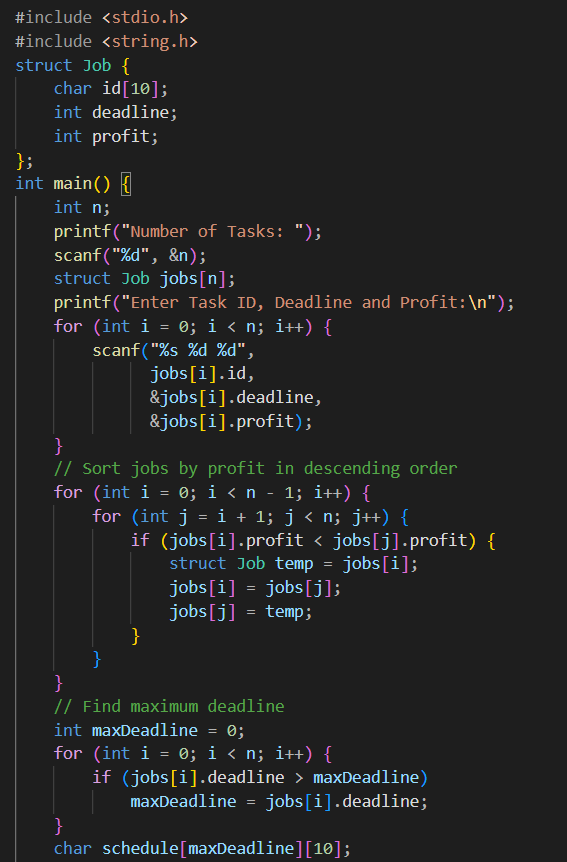 #include <stdio.h>
#include <string.h>
struct Job {
    char id[10];
    int deadline;
    int profit;
};
int main() {
    int n;
    printf("Number of Tasks: ");
    scanf("%d", &n);
    struct Job jobs[n];
    printf("Enter Task ID, Deadline and Profit:\n");
    for (int i = 0; i < n; i++) {
        scanf("%s %d %d",
              jobs[i].id,
              &jobs[i].deadline,
              &jobs[i].profit);
    }
    // Sort jobs by profit in descending order
    for (int i = 0; i < n - 1; i++) {
        for (int j = i + 1; j < n; j++) {
            if (jobs[i].profit < jobs[j].profit) {
                struct Job temp = jobs[i];
                jobs[i] = jobs[j];
                jobs[j] = temp;
            }
        }
    }
    // Find maximum deadline
    int maxDeadline = 0;
    for (int i = 0; i < n; i++) {
        if (jobs[i].deadline > maxDeadline)
            maxDeadline = jobs[i].deadline;
    }
    char schedule[maxDeadline][10];